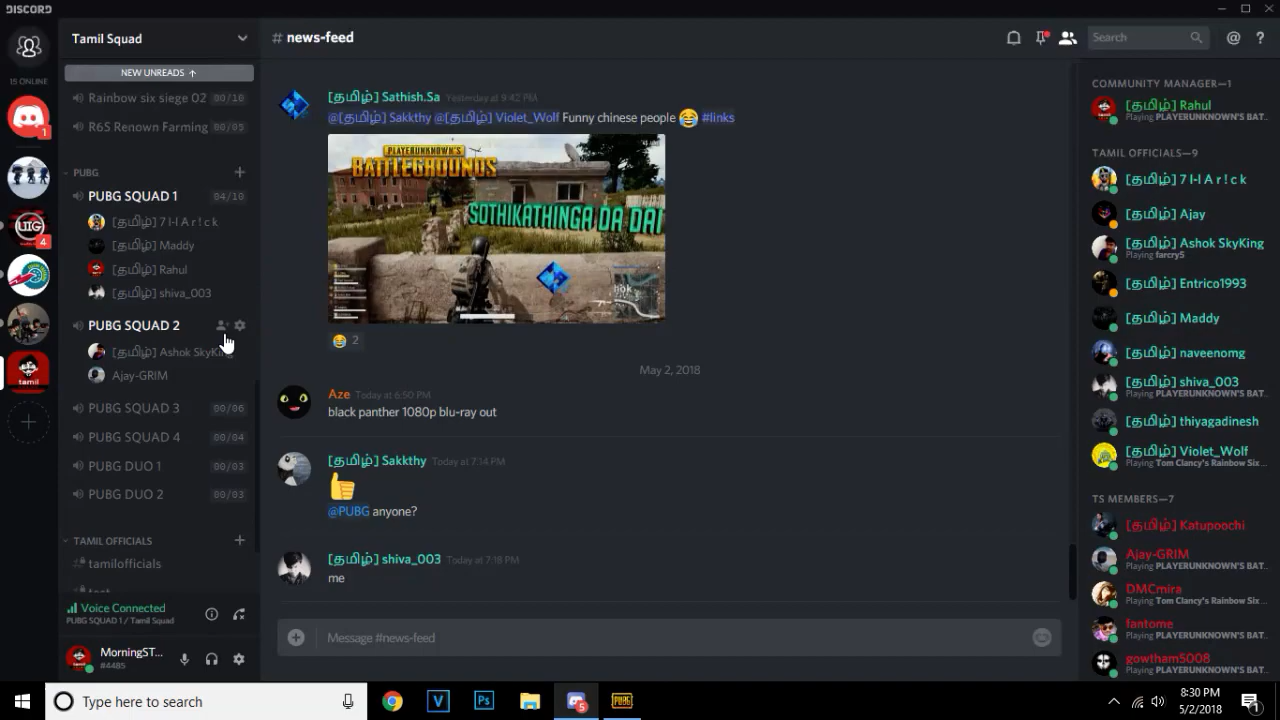 DISCORD
15 ONLINE
1
4
tamil
Tamil Squad
NEW UNREADS ↑
Rainbow six siege 02 00/10
R6S Renown Farming 00/05
PUBG
PUBG SQUAD 1 04/10
[தமிழ்] 7 I-I A r ! c k
[தமிழ்] Maddy
[தமிழ்] Rahul
[தமிழ்] shiva_003
PUBG SQUAD 2
[தமிழ்] Ashok SkyKing
Ajay-GRIM
PUBG SQUAD 3 00/06
PUBG SQUAD 4 00/04
PUBG DUO 1 00/03
PUBG DUO 2 00/03
TAMIL OFFICIALS
tamilofficials
Voice Connected
PUBG SQUAD 1 / Tamil Squad
MorningST...
#4485
# news-feed
Search
[தமிழ்] Sathish.Sa Yesterday at 9:42 PM
@[தமிழ்] Sakkthy @[தமிழ்] Violet_Wolf Funny chinese people 😂 #links
PLAYERUNKNOWN'S
BATTLEGROUNDS
SOTHIKATHINGA DA DAI
😂 2
May 2, 2018
Aze Today at 6:50 PM
black panther 1080p blu-ray out
[தமிழ்] Sakkthy Today at 7:14 PM
👍
@PUBG anyone?
[தமிழ்] shiva_003 Today at 7:18 PM
me
Message #news-feed
COMMUNITY MANAGER—1
[தமிழ்] Rahul
Playing PLAYERUNKNOWN'S BAT...
TAMIL OFFICIALS—9
[தமிழ்] 7 I-I A r ! c k
[தமிழ்] Ajay
[தமிழ்] Ashok SkyKing
Playing farcry5
[தமிழ்] Entrico1993
[தமிழ்] Maddy
[தமிழ்] naveenomg
[தமிழ்] shiva_003
Playing PLAYERUNKNOWN'S BAT...
[தமிழ்] thiyagadinesh
[தமிழ்] Violet_Wolf
Playing Tom Clancy's Rainbow Six ...
TS MEMBERS—7
[தமிழ்] Katupoochi
Ajay-GRIM
Playing PLAYERUNKNOWN'S BAT...
DMCmira
Playing Tom Clancy's Rainbow Six ...
fantome
Playing PLAYERUNKNOWN'S BAT...
gowtham5008
Playing PLAYERUNKNOWN'S BAT...
Type here to search
V
Ps
5
PUBG
8:30 PM
5/2/2018
1